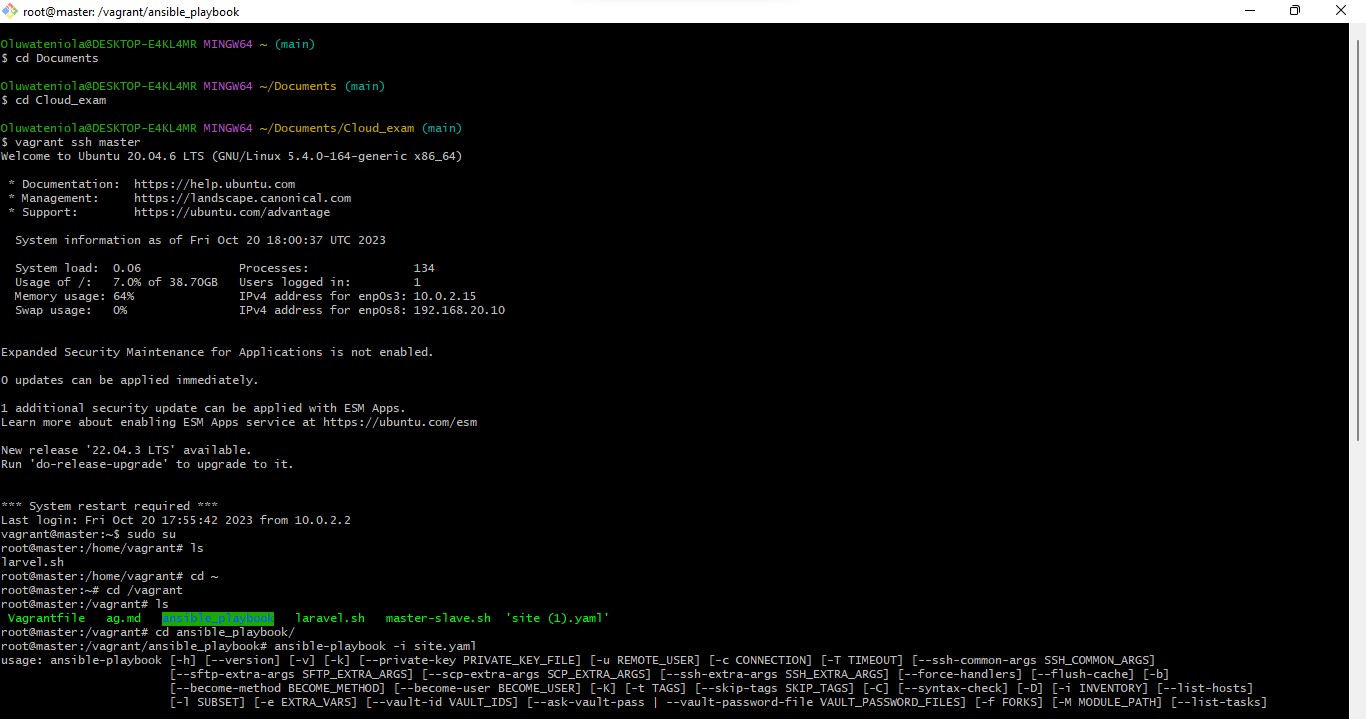 root@master: /vagrant/ansible_playbook
Oluwateniola@DESKTOP-E4KL4MR MINGW64 ~ (main)
$ cd Documents
Oluwateniola@DESKTOP-E4KL4MR MINGW64 ~/Documents (main)
$ cd Cloud_exam
Oluwateniola@DESKTOP-E4KL4MR MINGW64 ~/Documents/Cloud_exam (main)
$ vagrant ssh master
Welcome to Ubuntu 20.04.6 LTS (GNU/Linux 5.4.0-164-generic x86_64)
* Documentation:  https://help.ubuntu.com
* Management:     https://landscape.canonical.com
* Support:        https://ubuntu.com/advantage
System information as of Fri Oct 20 18:00:37 UTC 2023
System load:  0.06              Processes:               134
Usage of /:   7.0% of 38.70GB   Users logged in:         1
Memory usage: 64%               IPv4 address for enp0s3: 10.0.2.15
Swap usage:   0%                IPv4 address for enp0s8: 192.168.20.10
Expanded Security Maintenance for Applications is not enabled.
0 updates can be applied immediately.
1 additional security update can be applied with ESM Apps.
Learn more about enabling ESM Apps service at https://ubuntu.com/esm
New release '22.04.3 LTS' available.
Run 'do-release-upgrade' to upgrade to it.
*** System restart required ***
Last login: Fri Oct 20 17:55:42 2023 from 10.0.2.2
vagrant@master:~$ sudo su
root@master:/home/vagrant# ls
larvel.sh
root@master:/home/vagrant# cd ~
root@master:~# cd /vagrant
root@master:/vagrant# ls
Vagrantfile   ag.md   ansible_playbook   laravel.sh   master-slave.sh  'site (1).yaml'
root@master:/vagrant# cd ansible_playbook/
root@master:/vagrant/ansible_playbook# ansible-playbook -i site.yaml
usage: ansible-playbook [-h] [--version] [-v] [-k] [--private-key PRIVATE_KEY_FILE] [-u REMOTE_USER] [-c CONNECTION] [-T TIMEOUT] [--ssh-common-args SSH_COMMON_ARGS]
[--sftp-extra-args SFTP_EXTRA_ARGS] [--scp-extra-args SCP_EXTRA_ARGS] [--ssh-extra-args SSH_EXTRA_ARGS] [--force-handlers] [--flush-cache] [-b]
[--become-method BECOME_METHOD] [--become-user BECOME_USER] [-K] [-t TAGS] [--skip-tags SKIP_TAGS] [-C] [--syntax-check] [-D] [-i INVENTORY] [--list-hosts]
[-l SUBSET] [-e EXTRA_VARS] [--vault-id VAULT_IDS] [--ask-vault-pass | --vault-password-file VAULT_PASSWORD_FILES] [-f FORKS] [-M MODULE_PATH] [--list-tasks]